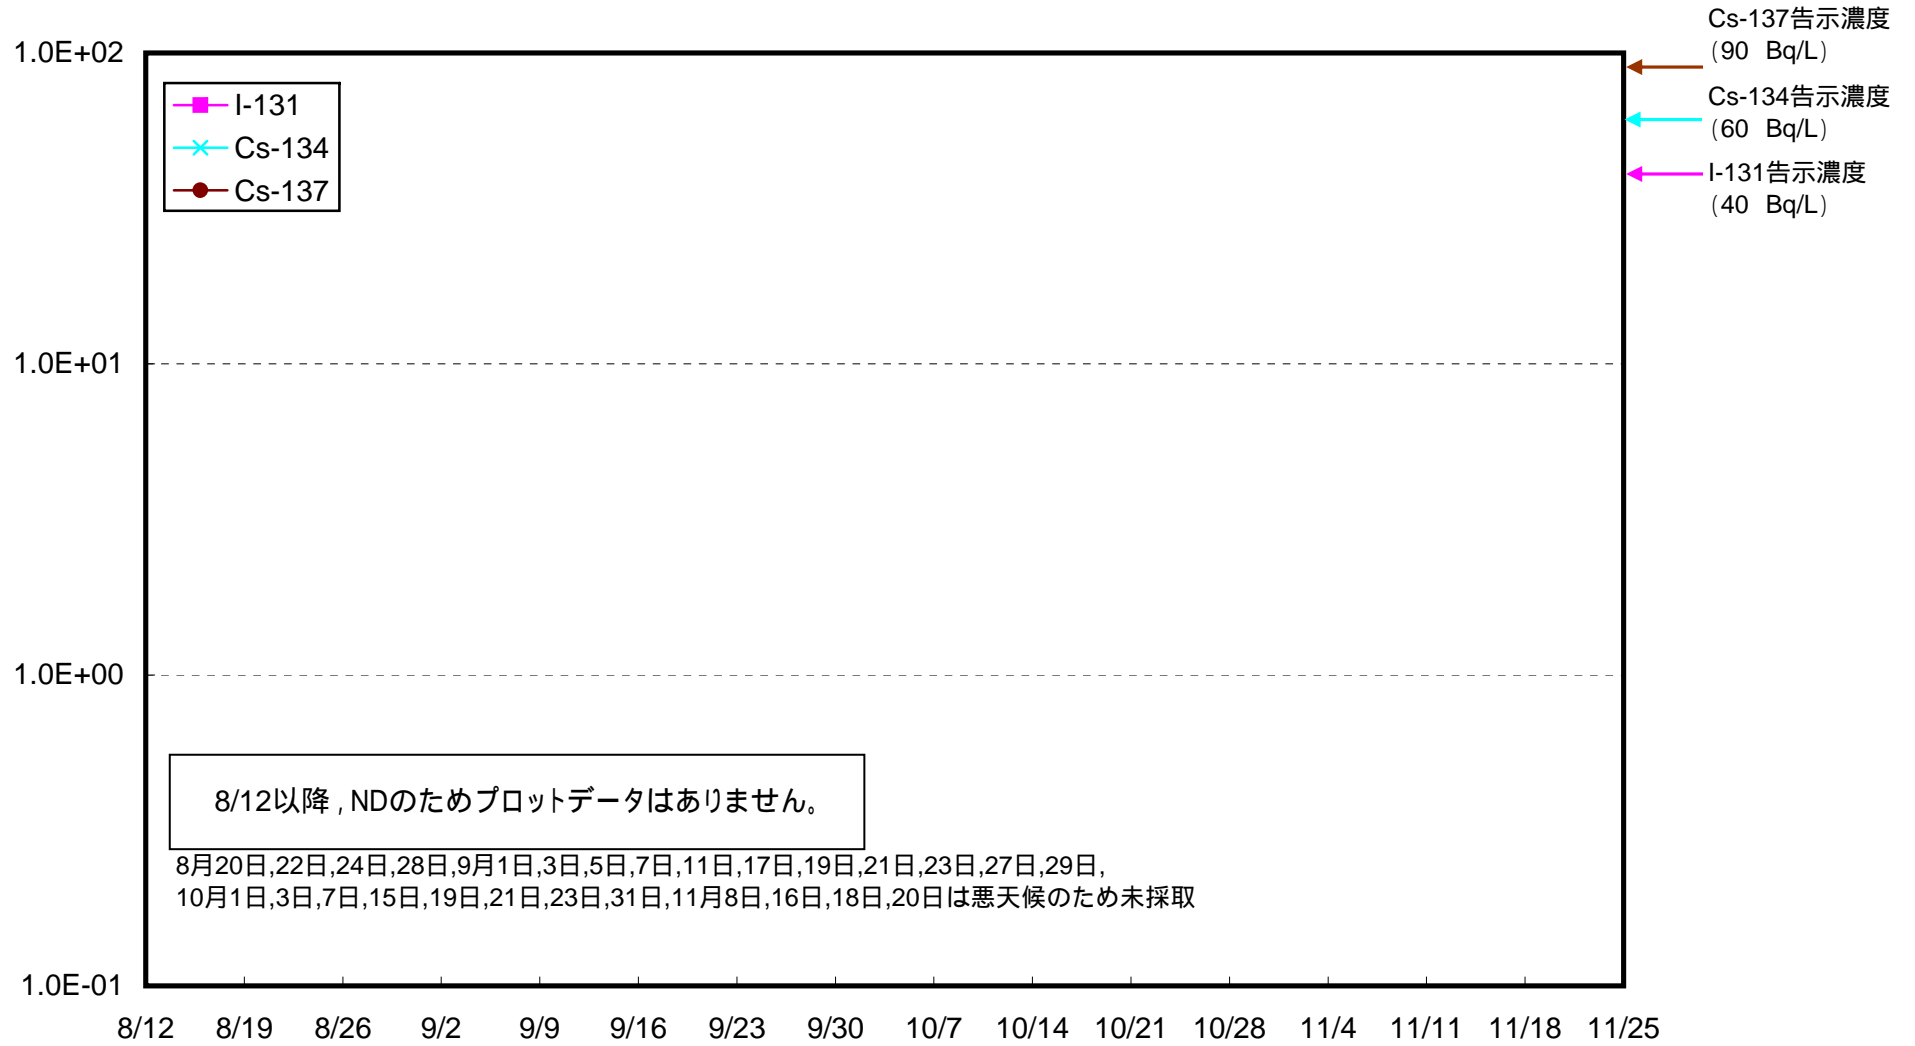 Cs-137告示濃度
(90 Bq/L)
Cs-134告示濃度
(60 Bq/L)
I-131告示濃度
(40 Bq/L)
1.0E+02
1.0E+01
1.0E+00
1.0E-01
I-131
Cs-134
Cs-137
8/12以降,NDのためプロットデータはありません。
8月20日,22日,24日,28日,9月1日,3日,5日,7日,11日,17日,19日,21日,23日,27日,29日,
10月1日,3日,7日,15日,19日,21日,23日,31日,11月8日,16日,18日,20日は悪天候のため未採取
8/12 8/19 8/26 9/2 9/9 9/16 9/23 9/30 10/7 10/14 10/21 10/28 11/4 11/11 11/18 11/25